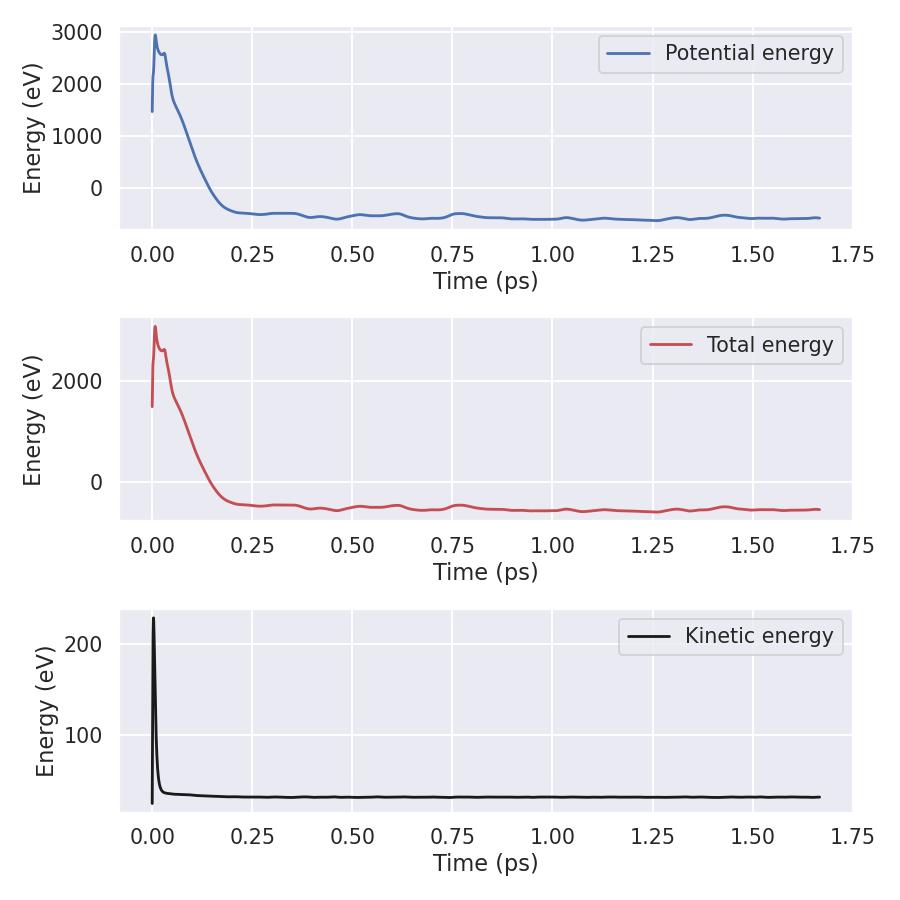 3000
2000
1000
0
Energy (eV)
Potential energy
0.00 0.25 0.50 0.75 1.00 1.25 1.50 1.75
Time (ps)
2000
0
Energy (eV)
Total energy
0.00 0.25 0.50 0.75 1.00 1.25 1.50 1.75
Time (ps)
200
100
Energy (eV)
Kinetic energy
0.00 0.25 0.50 0.75 1.00 1.25 1.50 1.75
Time (ps)